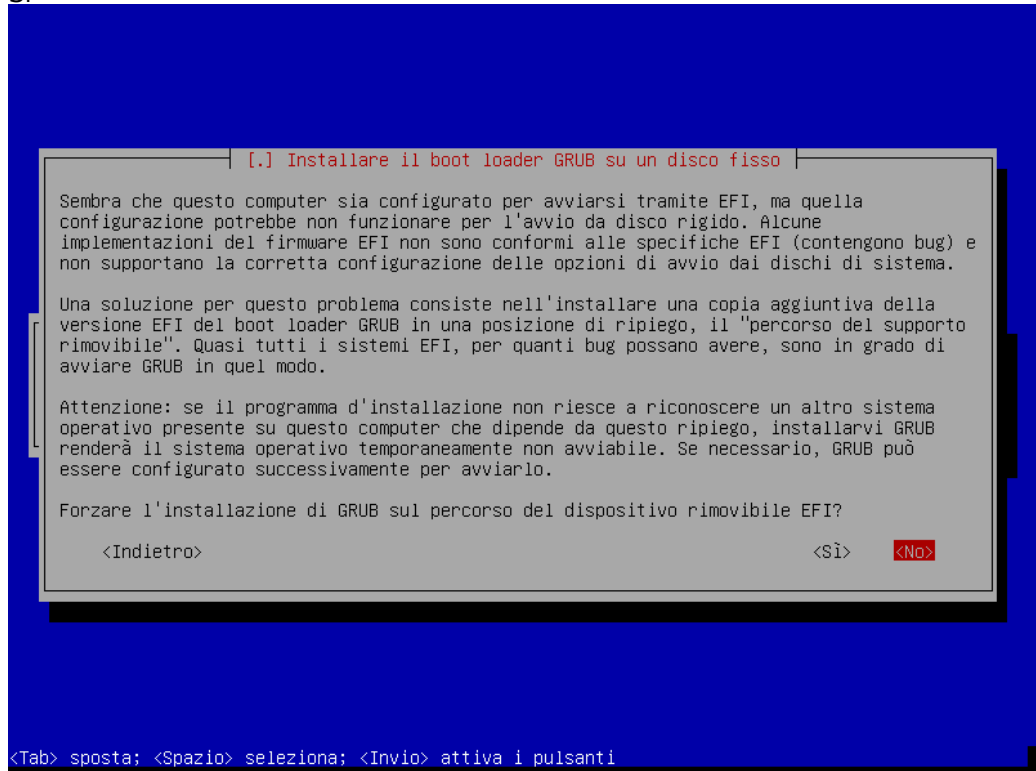 [.] Installare il boot loader GRUB su un disco fisso
Sembra che questo computer sia configurato per avviarsi tramite EFI, ma quella
configurazione potrebbe non funzionare per l'avvio da disco rigido. Alcune
implementazioni del firmware EFI non sono conformi alle specifiche EFI (contengono bug) e
non supportano la corretta configurazione delle opzioni di avvio dai dischi di sistema.
Una soluzione per questo problema consiste nell'installare una copia aggiuntiva della
versione EFI del boot loader GRUB in una posizione di ripiego, il "percorso del supporto
rimovibile". Quasi tutti i sistemi EFI, per quanti bug possano avere, sono in grado di
avviare GRUB in quel modo.
Attenzione: se il programma d'installazione non riesce a riconoscere un altro sistema
operativo presente su questo computer che dipende da questo ripiego, installarvi GRUB
renderà il sistema operativo temporaneamente non avviabile. Se necessario, GRUB può
essere configurato successivamente per avviarlo.
Forzare l'installazione di GRUB sul percorso del dispositivo rimovibile EFI?
<Indietro> <Sì> <No>
<Tab> sposta; <Spazio> seleziona; <Invio> attiva i pulsanti